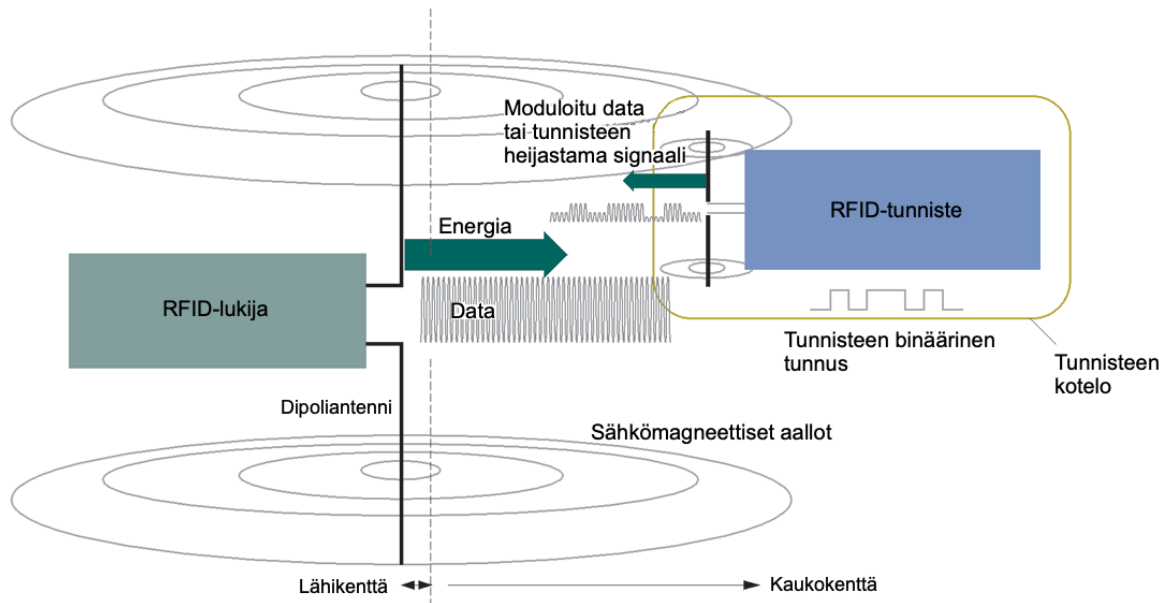 Moduloitu data
tai tunnisteen
heijastama signaali
RFID-tunniste
Energia
RFID-lukija
Data
Tunnisteen binäärinen
tunnus
Tunnisteen
kotelo
Dipoliantenni
Sähkömagneettiset aallot
Lähikenttä
Kaukokenttä